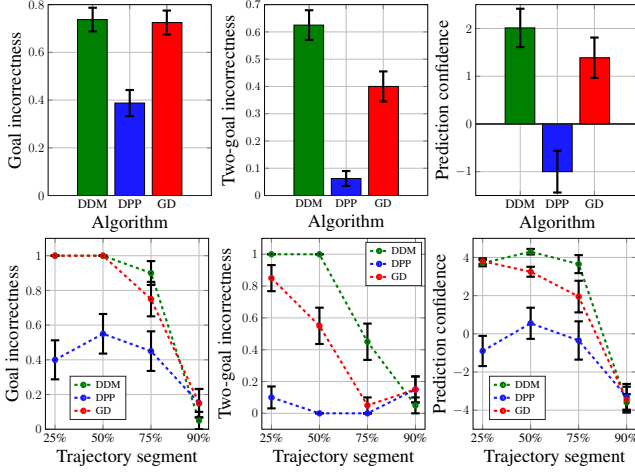 Goal incorrectness
0.8
0.6
0.4
0.2
0
DDM DPP GD
Algorithm
Two-goal incorrectness
0.7
0.6
0.5
0.4
0.3
0.2
0.1
0
DDM DPP GD
Algorithm
Prediction confidence
2
1
0
−1
DDM DPP GD
Algorithm
Goal incorrectness
1
0.8
0.6
0.4
0.2
0
DDM
DPP
GD
25% 50% 75% 90%
Trajectory segment
Two-goal incorrectness
1
0.8
0.6
0.4
0.2
0
DDM
DPP
GD
25% 50% 75% 90%
Trajectory segment
Prediction confidence
4
2
0
−2
−4
DDM
DPP
GD
25% 50% 75% 90%
Trajectory segment